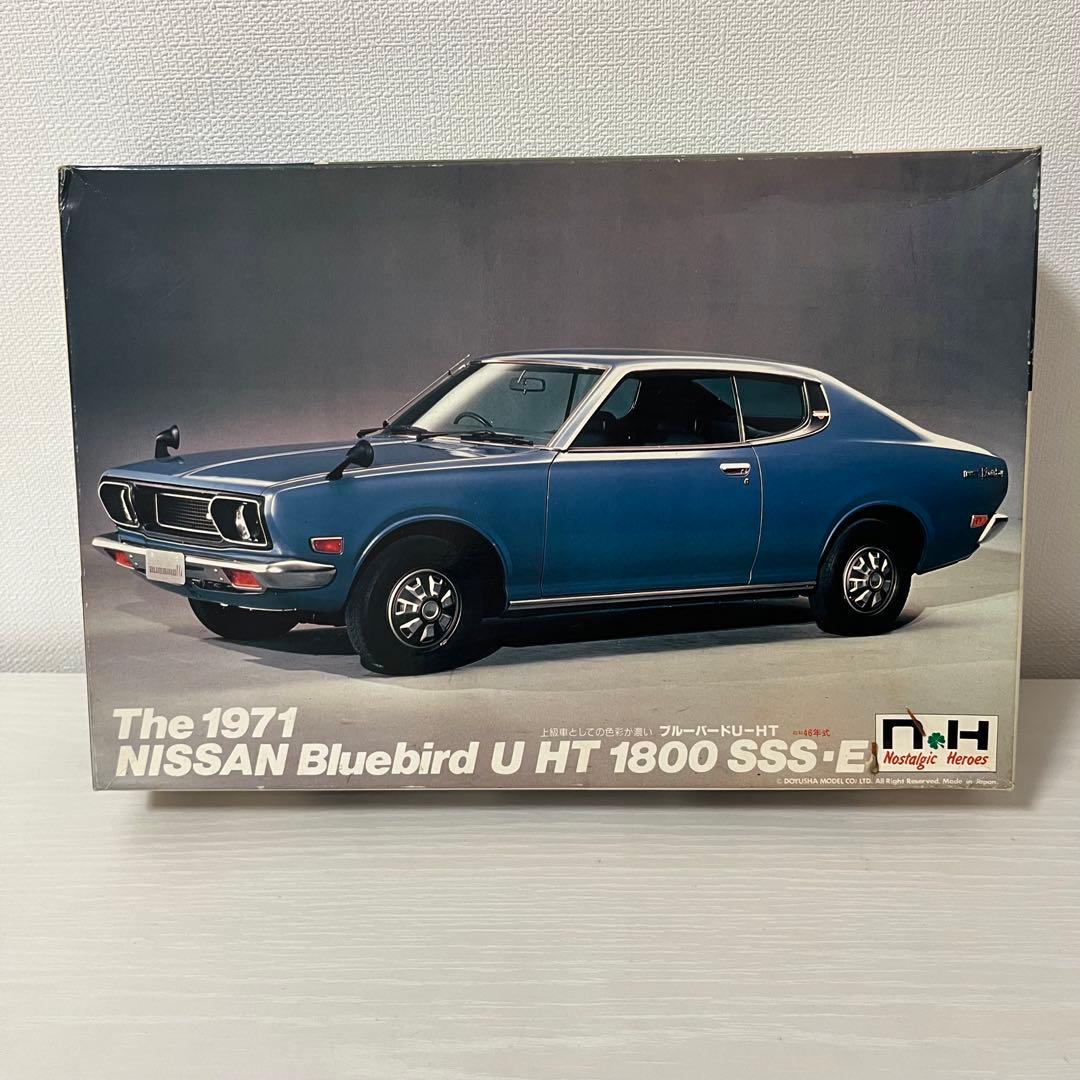 The 1971
上級車としての色彩が濃い ブルーバードU-HT 昭和46年式
NISSAN Bluebird U HT 1800 SSS·E
N H
Nostalgic Heroes
© DOYUSHA MODEL CO; LTD. All Right Reserved. Made in Japan.